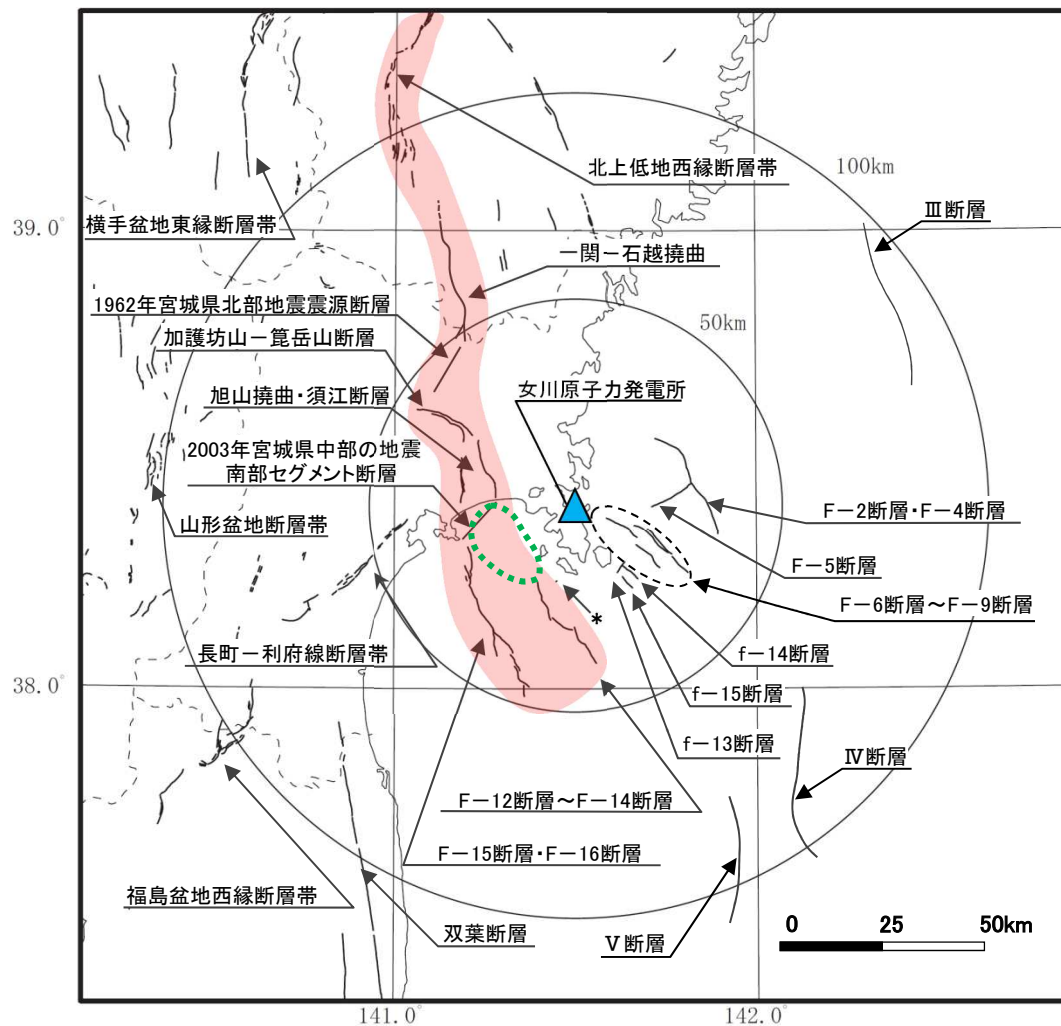 北上低地西縁断層帯
100km
Ⅲ断層
39.0°
横手盆地東縁断層帯
一関－石越撓曲
1962年宮城県北部地震震源断層
50km
加護坊山－箟岳山断層
旭山撓曲・須江断層
女川原子力発電所
2003年宮城県中部の地震
南部セグメント断層
山形盆地断層帯
F－2断層・F－4断層
F－5断層
F－6断層～F－9断層
*
長町－利府線断層帯
f－14断層
38.0°
f－15断層
f－13断層
Ⅳ断層
F－12断層～F－14断層
F－15断層・F－16断層
福島盆地西縁断層帯
双葉断層
Ⅴ断層
0 25 50km
141.0°
142.0°